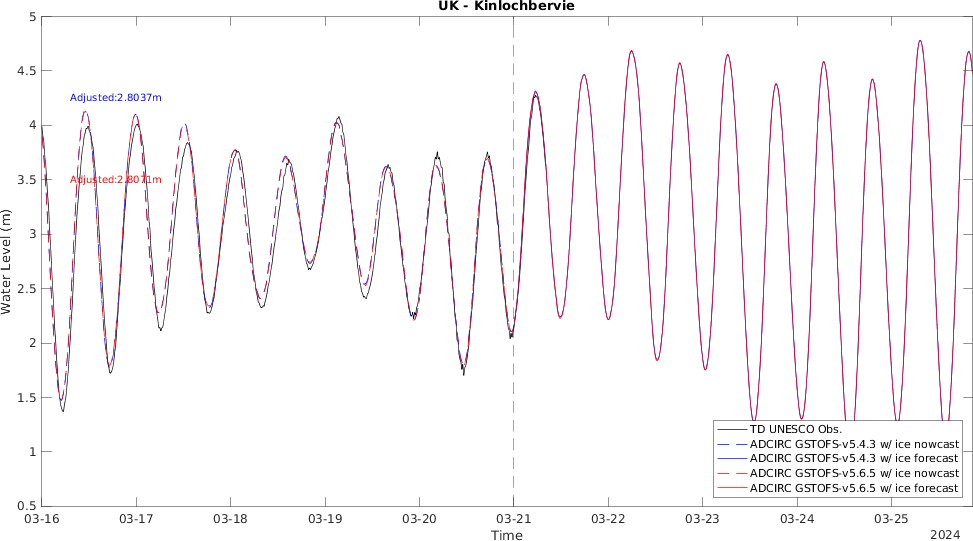 UK - Kinlochbervie
5
4.5
4
3.5
3
2.5
2
1.5
1
0.5
Water Level (m)
Adjusted:2.8037m
Adjusted:2.8071m
TD UNESCO Obs.
ADCIRC GSTOFS-v5.4.3 w/ ice nowcast
ADCIRC GSTOFS-v5.4.3 w/ ice forecast
ADCIRC GSTOFS-v5.6.5 w/ ice nowcast
ADCIRC GSTOFS-v5.6.5 w/ ice forecast
03-16 03-17 03-18 03-19 03-20 03-21 03-22 03-23 03-24 03-25
Time
2024